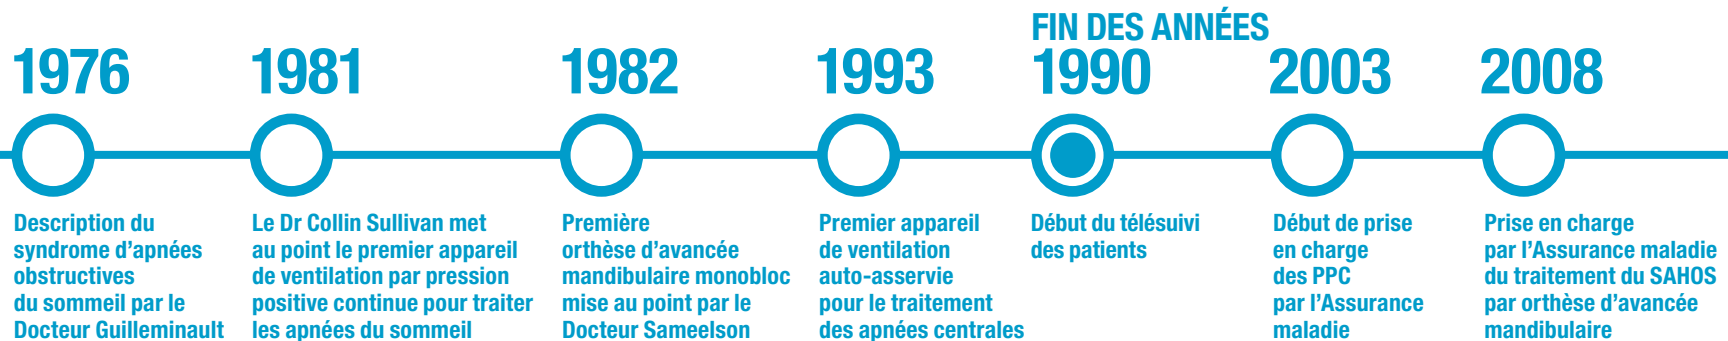 1976
Description du
syndrome d’apnées
obstructives
du sommeil par le
Docteur Guilleminault
1981
Le Dr Collin Sullivan met
au point le premier appareil
de ventilation par pression
positive continue pour traiter
les apnées du sommeil
1982
Première
orthèse d’avancée
mandibulaire monobloc
mise au point par le
Docteur Sameelson
1993
Premier appareil
de ventilation
auto-asservie
pour le traitement
des apnées centrales
FIN DES ANNÉES
1990
Début du télésuivi
des patients
2003
Début de prise
en charge
des PPC
par l’Assurance
maladie
2008
Prise en charge
par l’Assurance maladie
du traitement du SAHOS
par orthèse d’avancée
mandibulaire